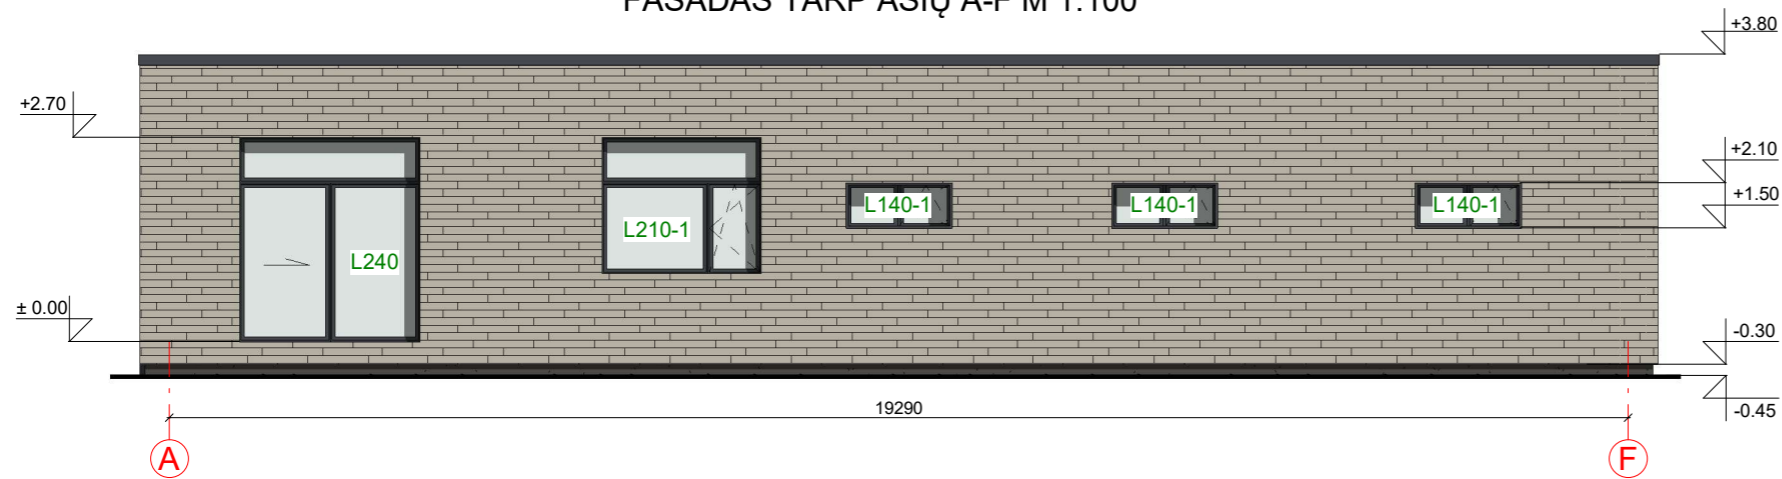 FASADAS TARP AŠIŲ A-F M 1:100
+3.80
+2.70
+2.10
L140-1
L140-1
L140-1
+1.50
L210-1
L240
± 0.00
-0.30
19290
-0.45
A
F